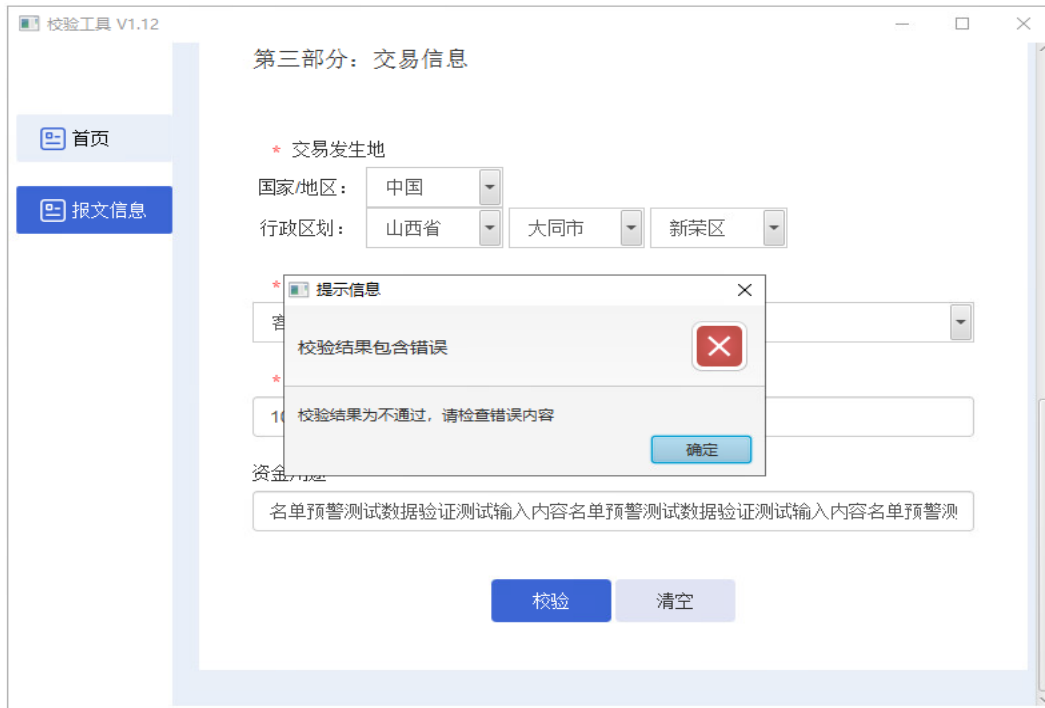 校验工具 V1.12
第三部分：交易信息
首页
* 交易发生地
国家/地区： 中国
报文信息
行政区划： 山西省 大同市 新荣区
*
提示信息
校验结果包含错误
*
校验结果为不通过，请检查错误内容
确定
名单预警测试数据验证测试输入内容名单预警测试数据验证测试输入内容名单预警测
校验 清空